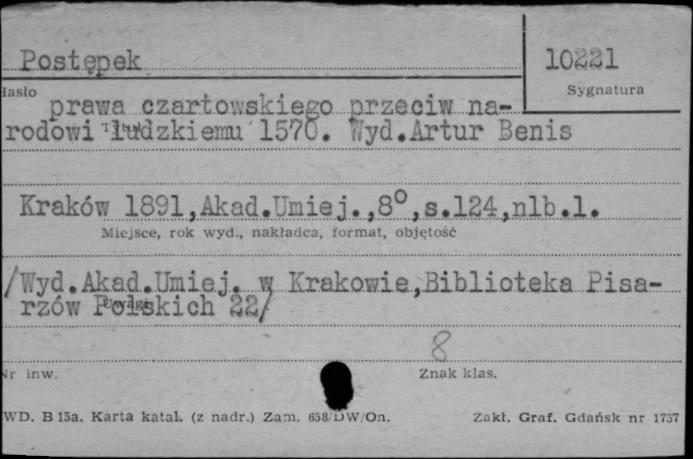 Postępek
10221
Hasło
Sygnatura
prawa czartowskiego przeciw na-
rodowi ludzkiemu 1570. Wyd.Artur Benis
Kraków 1891,Akad.Umiej.,8°,s.124,nlb.1.
Miejsce, rok wyd., nakładca, format, objętość
/Wyd.Akad.Umiej. w Krakowie,Biblioteka Pisa-
rzów Polskich 22/
8
Nr inw.
Znak klas.
WD. B 15a. Karta katal. (z nadr.) Zam. 658/DW/On.
Zakł. Graf. Gdańsk nr 1757